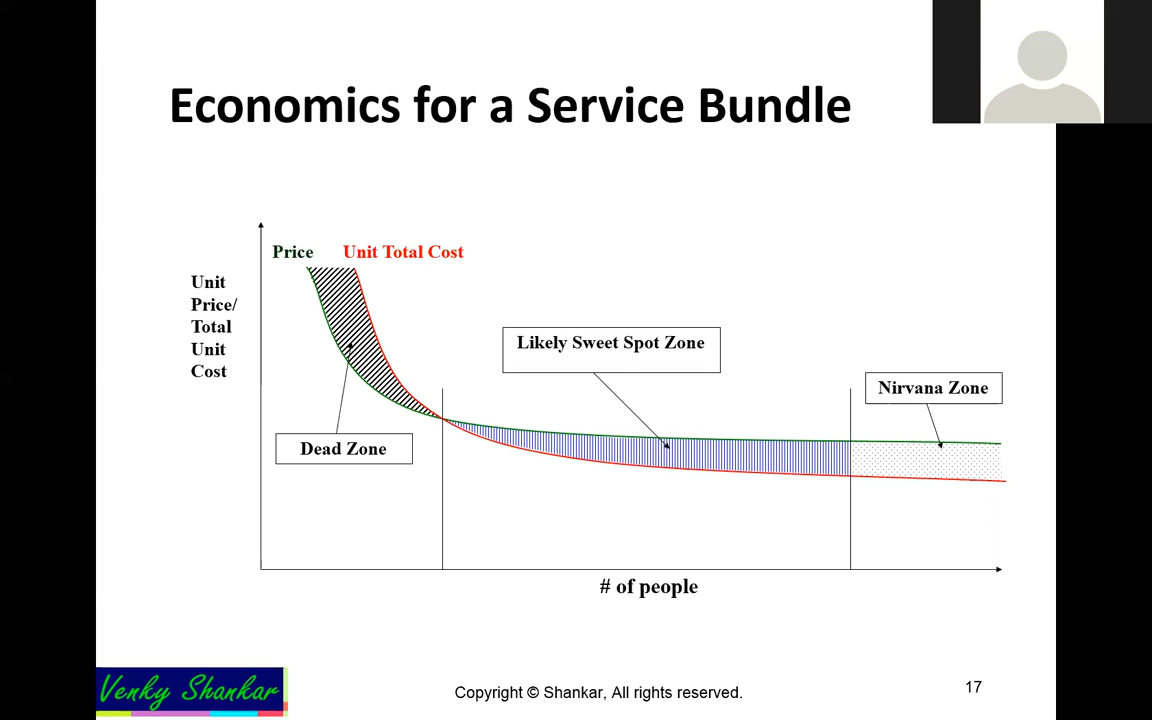 Economics for a Service Bundle
Price
Unit Total Cost
Unit
Price/
Total
Unit
Cost
Likely Sweet Spot Zone
Nirvana Zone
Dead Zone
# of people
Venky Shankar
Copyright © Shankar, All rights reserved.
17